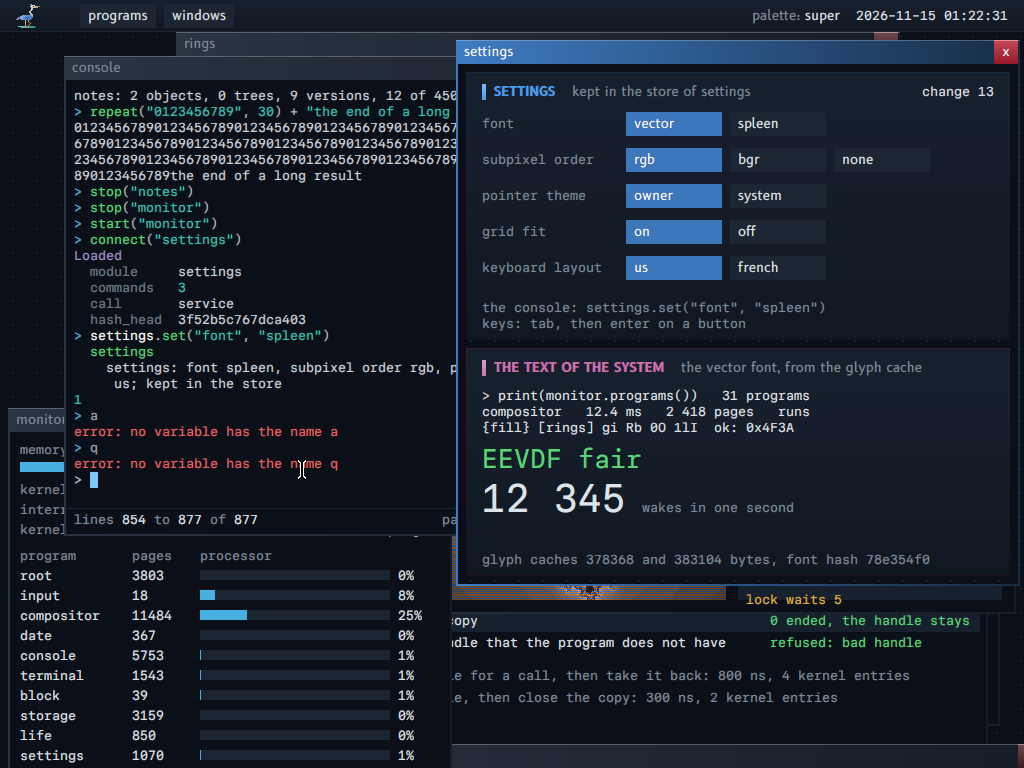 programs windows palette: super 2026-11-15 01:22:31
rings
console
notes: 2 objects, 0 trees, 9 versions, 12 of 450
> repeat("0123456789", 30) + "the end of a long
012345678901234567890123456789012345678901234567
678901234567890123456789012345678901234567890123456789
234567890123456789012345678901234567890123456789
890123456789the end of a long result
> stop("notes")
> stop("monitor")
> start("monitor")
> connect("settings")
Loaded
module settings
commands 3
call service
hash_head 3f52b5c767dca403
> settings.set("font", "spleen")
settings
settings: font spleen, subpixel order rgb, p
us; kept in the store
1
> a
error: no variable has the name a
> q
error: no variable has the name q
>
lines 854 to 877 of 877 pa
settings x
SETTINGS kept in the store of settings change 13
font vector spleen
subpixel order rgb bgr none
pointer theme owner system
grid fit on off
keyboard layout us french
the console: settings.set("font", "spleen")
keys: tab, then enter on a button
THE TEXT OF THE SYSTEM the vector font, from the glyph cache
> print(monitor.programs()) 31 programs
compositor 12.4 ms 2 418 pages runs
{fill} [rings] gi Rb 0O 1lI ok: 0x4F3A
EEVDF fair
12 345 wakes in one second
glyph caches 378368 and 383104 bytes, font hash 78e354f0
monitor
memory
kernel
inter
kernel
program pages processor
root 3803 0%
input 18 8%
compositor 11484 25%
date 367 0%
console 5753 1%
terminal 1543 1%
block 39 1%
storage 3159 0%
life 850 0%
settings 1070 1%
lock waits 5
copy 0 ended, the handle stays
ndle that the program does not have refused: bad handle
le for a call, then take it back: 800 ns, 4 kernel entries
le, then close the copy: 300 ns, 2 kernel entries